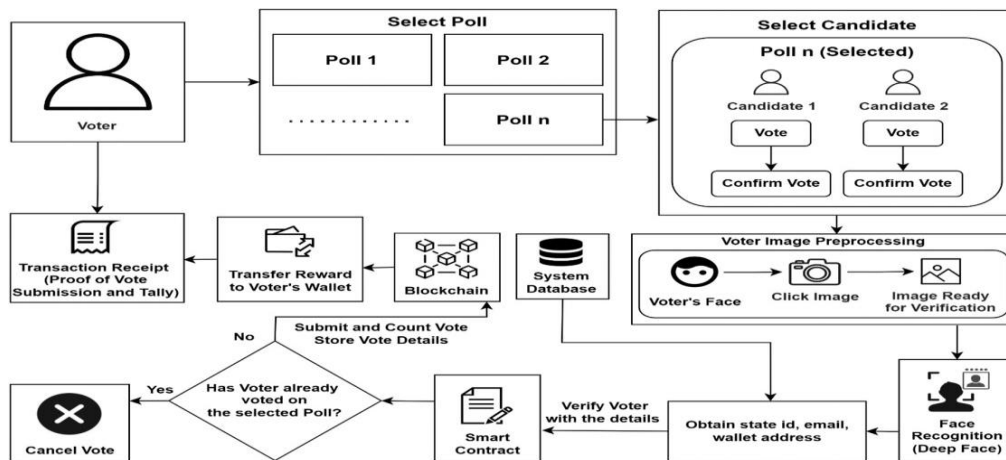 Select Poll
Poll 1
Poll 2
Poll n
Voter
Select Candidate
Poll n (Selected)
Candidate 1
Candidate 2
Vote
Vote
Confirm Vote
Confirm Vote
Voter Image Preprocessing
Voter's Face
Click Image
Image Ready
for Verification
Transaction Receipt
(Proof of Vote
Submission and Tally)
Transfer Reward
to Voter's Wallet
Blockchain
System
Database
No
Submit and Count Vote
Store Vote Details
Yes
Has Voter already
voted on
the selected Poll?
Cancel Vote
Smart
Contract
Verify Voter
with the details
Obtain state id, email,
wallet address
Face
Recognition
(Deep Face)